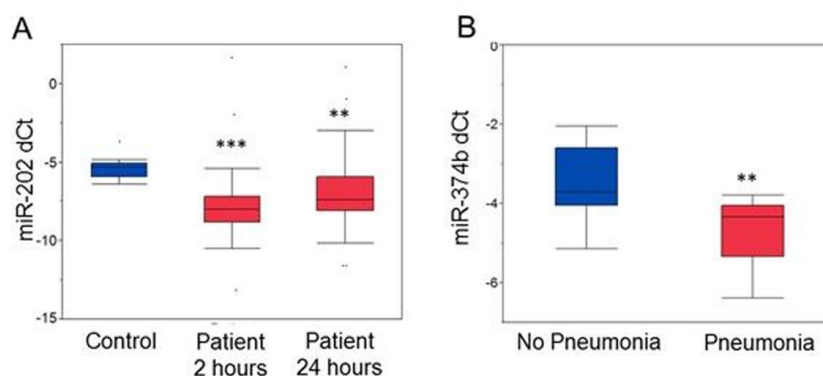 A
miR-202 dCt
0
-5
-10
-15
***
**
Control
Patient
2 hours
Patient
24 hours
B
miR-374b dCt
0
-2
-4
-6
**
No Pneumonia
Pneumonia